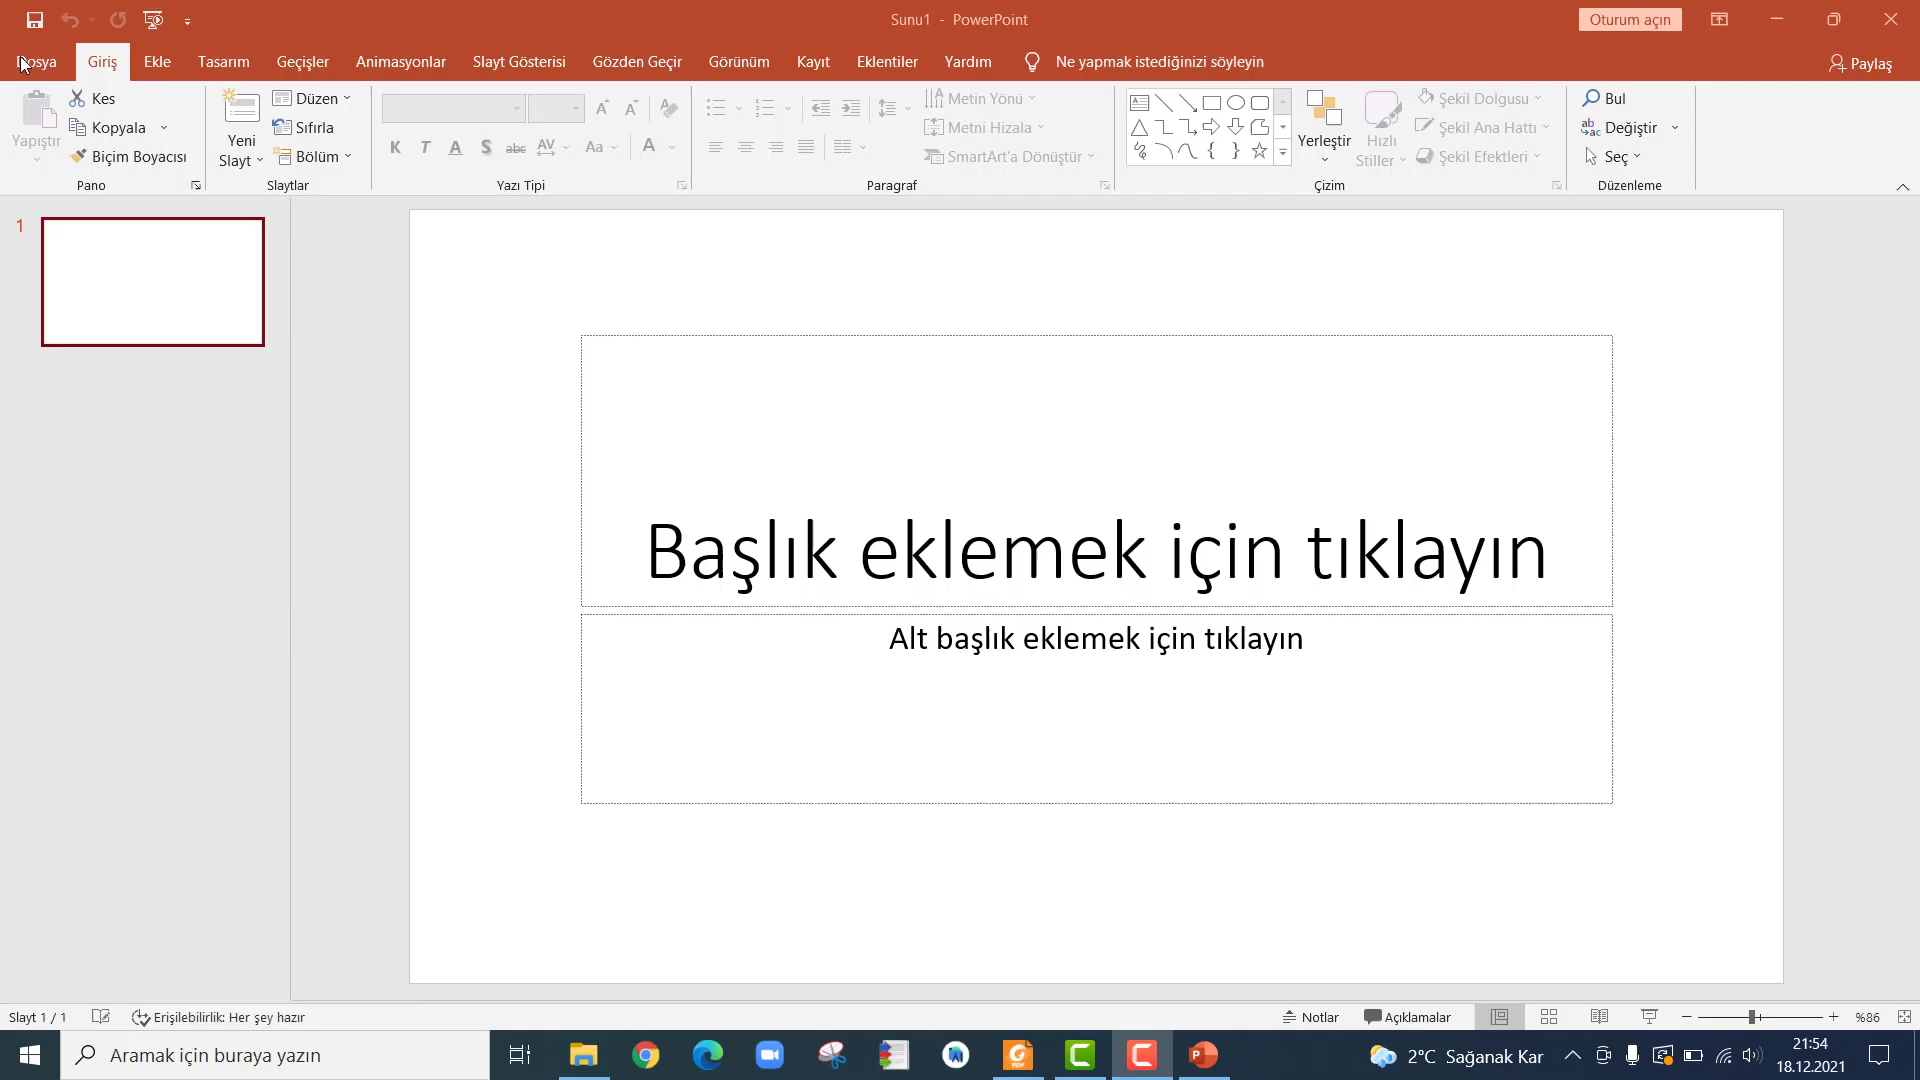 Sunu1 - PowerPoint
Oturum açın
Dosya
Giriş
Ekle
Tasarım
Geçişler
Animasyonlar
Slayt Gösterisi
Gözden Geçir
Görünüm
Kayıt
Eklentiler
Yardım
Ne yapmak istediğinizi söyleyin
Paylaş
Yapıştır
Kes
Kopyala
Biçim Boyacısı
Pano
Yeni
Slayt
Düzen
Sıfırla
Bölüm
Slaytlar
K T A S abc AV Aa A
Yazı Tipi
Metin Yönü
Metni Hizala
SmartArt'a Dönüştür
Paragraf
Yerleştir
Hızlı
Stiller
Şekil Dolgusu
Şekil Ana Hattı
Şekil Efektleri
Çizim
Bul
Değiştir
Seç
Düzenleme
1
Başlık eklemek için tıklayın
Alt başlık eklemek için tıklayın
Slayt 1 / 1
Erişilebilirlik: Her şey hazır
Notlar
Açıklamalar
%86
Aramak için buraya yazın
2°C Sağanak Kar
21:54
18.12.2021